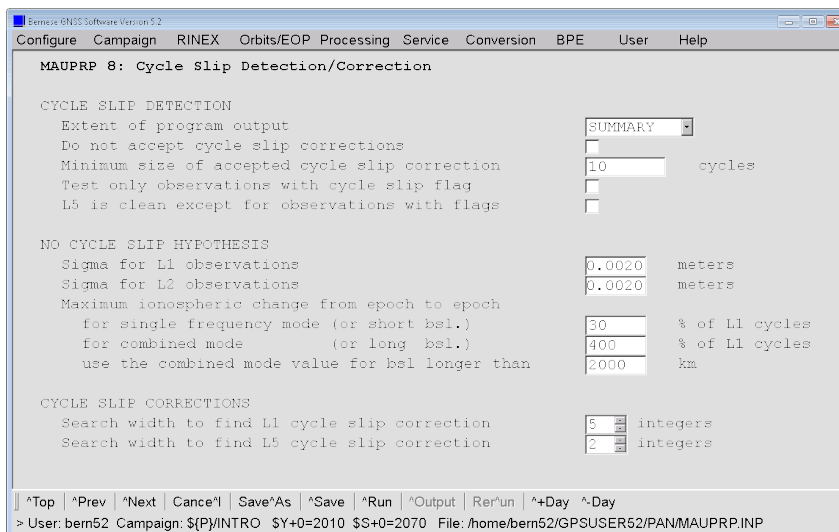 Bernese GNSS Software Version 5.2
Configure Campaign RINEX Orbits/EOP Processing Service Conversion BPE User Help
MAUPRP 8: Cycle Slip Detection/Correction
CYCLE SLIP DETECTION
Extent of program output SUMMARY
Do not accept cycle slip corrections
Minimum size of accepted cycle slip correction 10 cycles
Test only observations with cycle slip flag
L5 is clean except for observations with flags
NO CYCLE SLIP HYPOTHESIS
Sigma for L1 observations 0.0020 meters
Sigma for L2 observations 0.0020 meters
Maximum ionospheric change from epoch to epoch
for single frequency mode (or short bsl.) 30 % of L1 cycles
for combined mode (or long bsl.) 400 % of L1 cycles
use the combined mode value for bsl longer than 2000 km
CYCLE SLIP CORRECTIONS
Search width to find L1 cycle slip correction 5 integers
Search width to find L5 cycle slip correction 2 integers
^Top ^Prev ^Next Cance^l Save^As ^Save ^Run ^Output Rer^un ^+Day ^-Day
> User: bern52 Campaign: ${P}/INTRO $Y+0=2010 $S+0=2070 File: /home/bern52/GPSUSER52/PAN/MAUPRP.INP